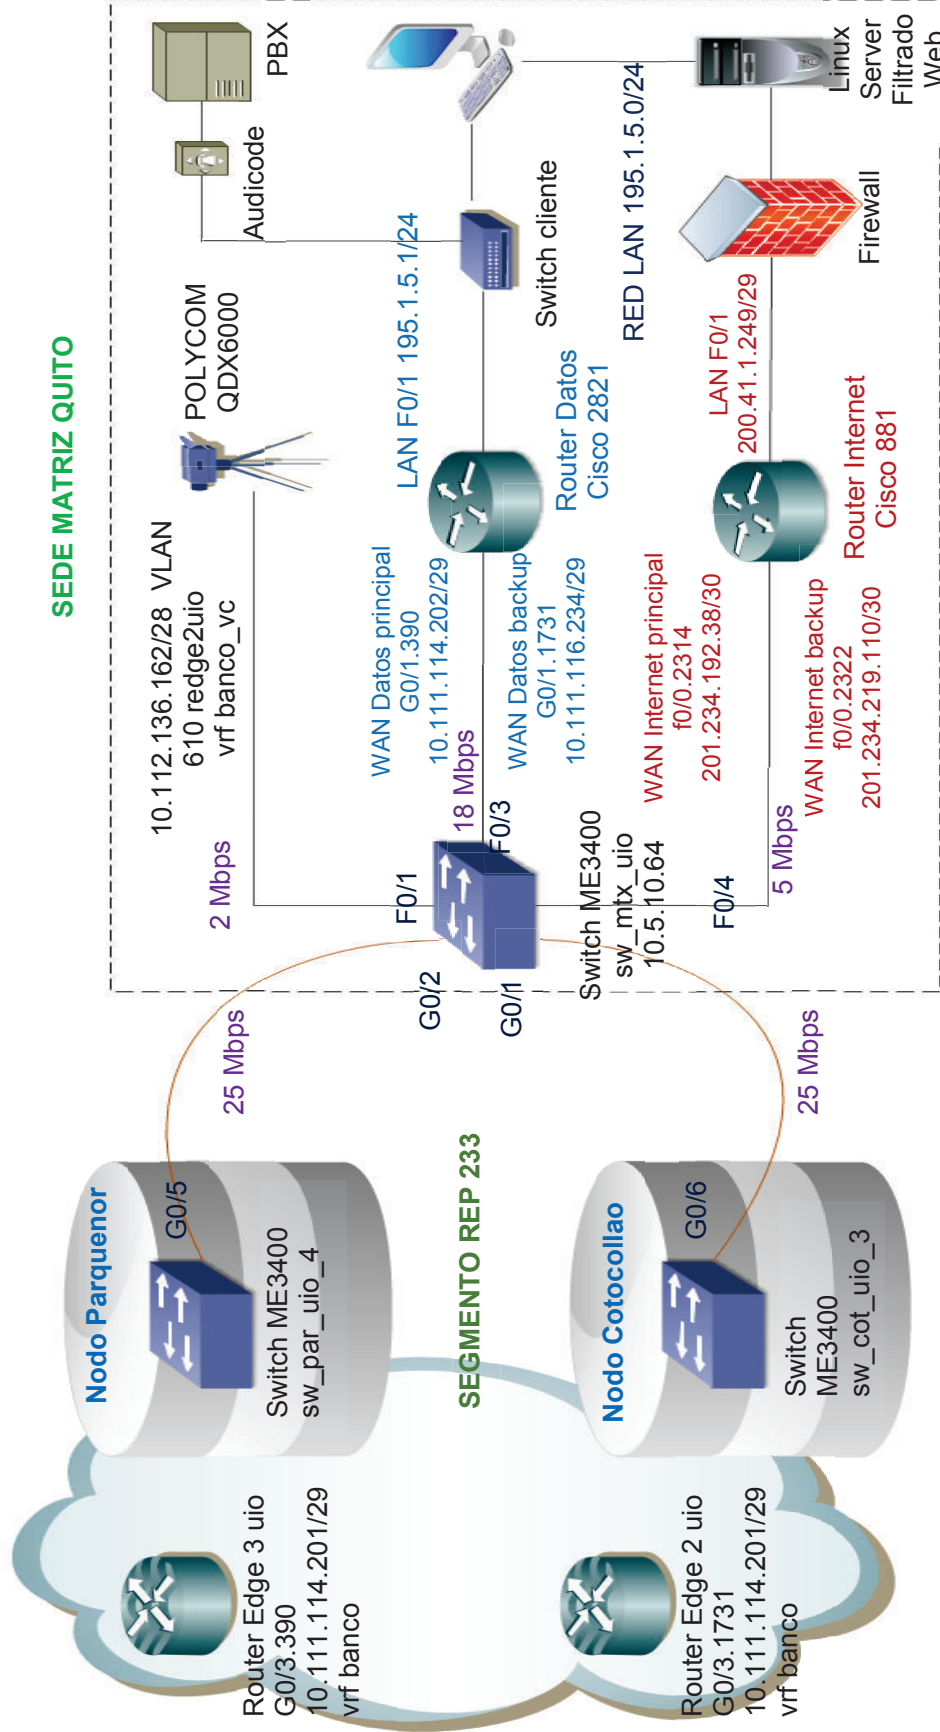 SEDE MATRIZ QUITO
Nodo Parquenor
G0/5
Switch ME3400
sw_par_uio_4
Router Edge 3 uio
G0/3.390
10.111.114.201/29
vrf banco
SEGMENTO REP 233
Nodo Cotocollao
G0/6
Switch
ME3400
sw_cot_uio_3
Router Edge 2 uio
G0/3.1731
10.111.114.201/29
vrf banco
25 Mbps
25 Mbps
G0/2
G0/1
F0/1
F0/3
F0/4
Switch ME3400
sw_mtx_uio
10.5.10.64
2 Mbps
18 Mbps
5 Mbps
10.112.136.162/28 VLAN
610 redge2uio
vrf banco_vc
POLYCOM
QDX6000
WAN Datos principal
G0/1.390
10.111.114.202/29
WAN Datos backup
G0/1.1731
10.111.116.234/29
LAN F0/1 195.1.5.1/24
Router Datos
Cisco 2821
WAN Internet principal
f0/0.2314
201.234.192.38/30
WAN Internet backup
f0/0.2322
201.234.219.110/30
LAN F0/1
200.41.1.249/29
Router Internet
Cisco 881
Audicode
PBX
Switch cliente
RED LAN 195.1.5.0/24
Firewall
Linux
Server
Filtrado
Web